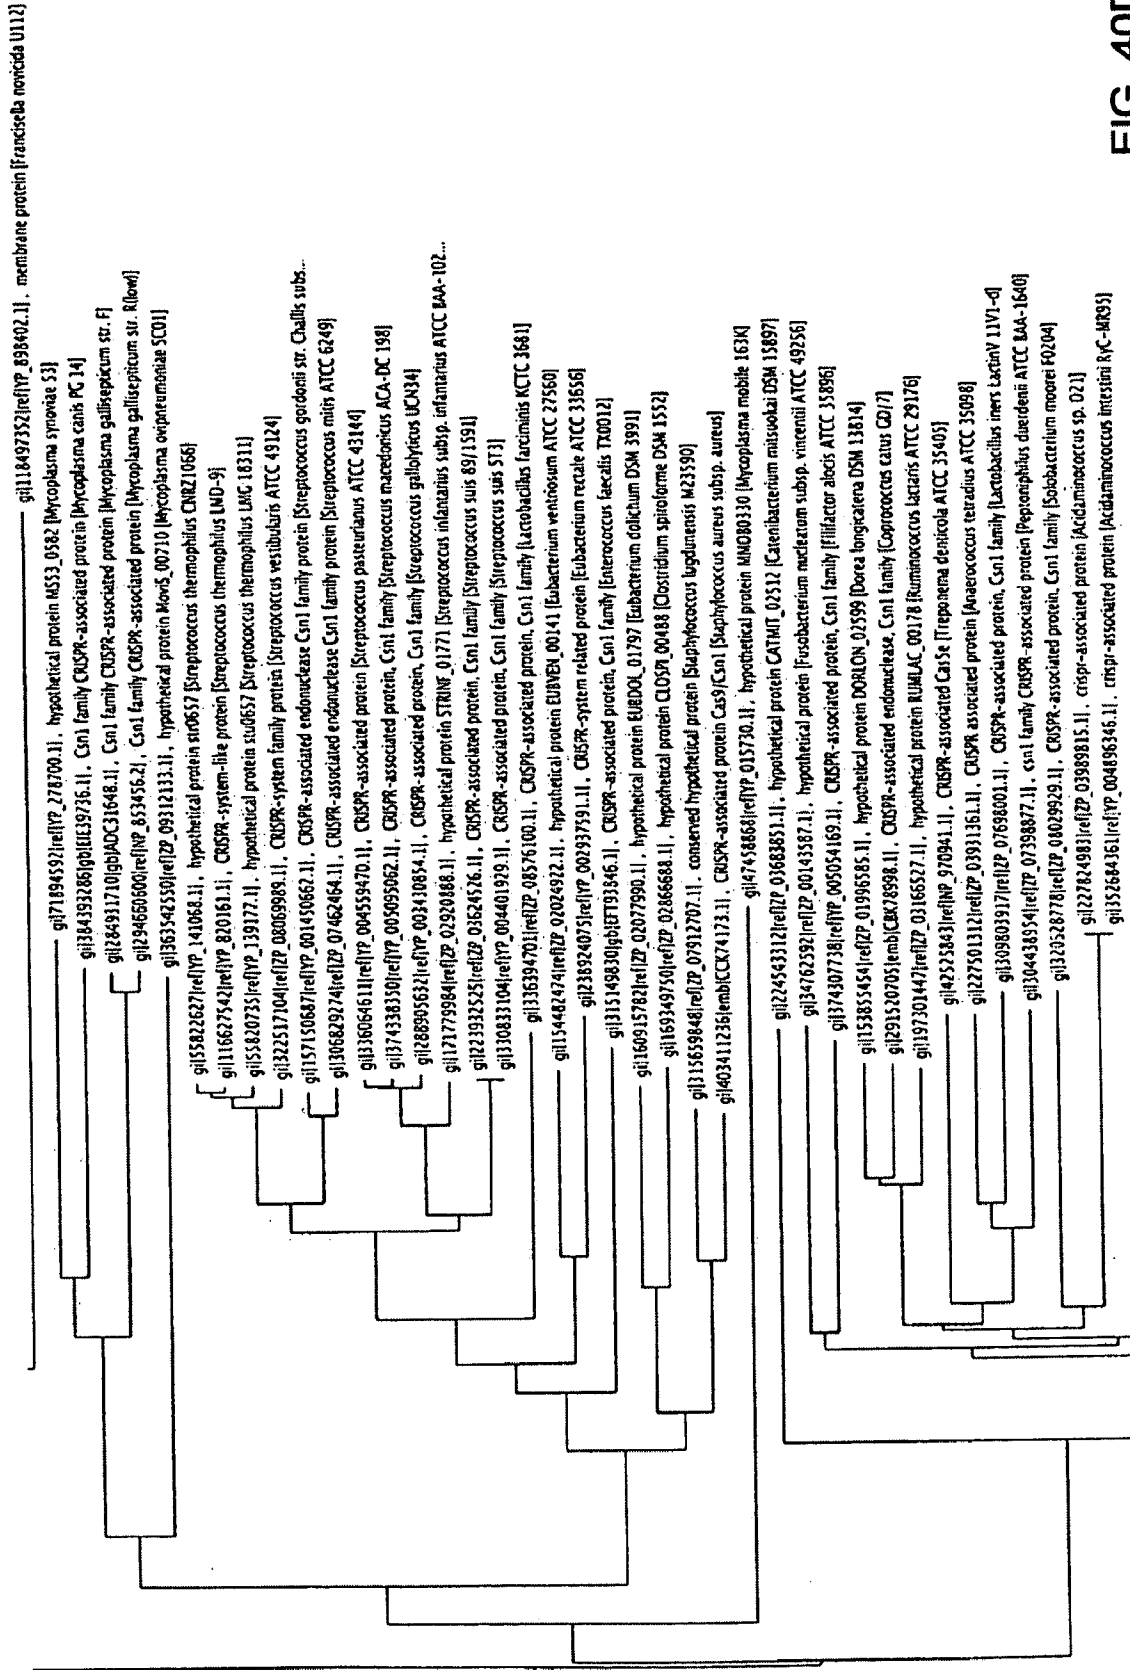 gi|118497352|ref|YP_898402.1|, membrane protein [Francisella novicida U112]
gi|71894592|ref|YP_278700.1|, hypothetical protein MS53_0582 [Mycoplasma synoviae 53]
gi|384393286|gb|EIE39736.1|, Csn1 family CRISPR-associated protein [Mycoplasma canis PG 14]
gi|284931710|gb|ADC31648.1|, Csn1 family CRISPR-associated protein [Mycoplasma gallisepticum str. F]
gi|294660600|ref|NP_853456.2|, Csn1 family CRISPR-associated protein [Mycoplasma gallisepticum str. R(low)]
gi|363542550|ref|ZP_09312133.1|, hypothetical protein MoviS_00710 [Mycoplasma ovipneumoniae SC01]
gi|55822627|ref|YP_141068.1|, hypothetical protein str0657 [Streptococcus thermophilus CNRZ1066]
gi|116627542|ref|YP_820161.1|, CRISPR-system-like protein [Streptococcus thermophilus LMD-9]
gi|55820735|ref|YP_139177.1|, hypothetical protein stu0657 [Streptococcus thermophilus LMG 18311]
gi|322517104|ref|ZP_08069989.1|, CRISPR-system family protein [Streptococcus vestibularis ATCC 49124]
gi|157150687|ref|YP_001450662.1|, CRISPR-associated endonuclease Csn1 family protein [Streptococcus gordonii str. Challis subs...
gi|306829274|ref|ZP_07462464.1|, CRISPR-associated endonuclease Csn1 family protein [Streptococcus mitis ATCC 6249]
gi|336064611|ref|YP_004559470.1|, CRISPR-associated protein [Streptococcus pasteurianus ATCC 43144]
gi|374338350|ref|YP_005095062.1|, CRISPR-associated protein, Csn1 family [Streptococcus macedonicus ACA-DC 198]
gi|288905632|ref|YP_003430854.1|, CRISPR-associated protein, Csn1 family [Streptococcus gallolyticus UCN34]
gi|171779984|ref|ZP_02920888.1|, hypothetical protein STRINF_01771 [Streptococcus infantarius subsp. infantarius ATCC BAA-102...
gi|223932525|ref|ZP_03624526.1|, CRISPR-associated protein, Csn1 family [Streptococcus suis 89/1591]
gi|330833104|ref|YP_004401929.1|, CRISPR-associated protein, Csn1 family [Streptococcus suis ST3]
gi|336394701|ref|ZP_08576100.1|, CRISPR-associated protein, Csn1 family [Lactobacillus farciminis KCTC 3681]
gi|154482474|ref|ZP_02024922.1|, hypothetical protein EUBVEN_00141 [Eubacterium ventriosum ATCC 27560]
gi|238924075|ref|YP_002937591.1|, CRISPR-system related protein [Eubacterium rectale ATCC 33656]
gi|315149830|gb|EFT93846.1|, CRISPR-associated protein, Csn1 family [Enterococcus faecalis TX0012]
gi|160915782|ref|ZP_02077990.1|, hypothetical protein EUBDOL_01797 [Eubacterium dolichum DSM 3991]
gi|169349750|ref|ZP_02866688.1|, hypothetical protein CLOSPI_00488 [Clostridium spiroforme DSM 1552]
gi|315659848|ref|ZP_07912707.1|, conserved hypothetical protein [Staphylococcus lugdunensis M23590]
gi|403411236|emb|CCK74173.1|, CRISPR-associated protein Cas9/Csn1 [Staphylococcus aureus subsp. aureus]
gi|47458868|ref|YP_015730.1|, hypothetical protein MMOB03310 [Mycoplasma mobile 163K]
gi|224543312|ref|ZP_03683851.1|, hypothetical protein CATMIT_02512 [Catenibacterium mitsuokai DSM 15897]
gi|34762592|ref|ZP_00143587.1|, hypothetical protein [Fusobacterium nucleatum subsp. vincentii ATCC 49256]
gi|374307738|ref|YP_005054169.1|, CRISPR-associated protein, Csn1 family [Filifactor alocis ATCC 35896]
gi|153855454|ref|ZP_01996585.1|, hypothetical protein DORLON_02599 [Dorea longicatena DSM 13814]
gi|291520705|emb|CBK78998.1|, CRISPR-associated endonuclease, Csn1 family [Coprococcus catus GD/7]
gi|197301447|ref|ZP_03166527.1|, hypothetical protein RUMLAC_00178 [Ruminococcus lactaris ATCC 29176]
gi|42525843|ref|NP_970941.1|, CRISPR-associated Cas5e [Treponema denticola ATCC 35405]
gi|227501312|ref|ZP_03931361.1|, CRISPR associated protein [Anaerococcus tetradius ATCC 35098]
gi|309803917|ref|ZP_07698001.1|, CRISPR-associated protein, Csn1 family [Lactobacillus iners LactinV 11V1-d]
gi|304438954|ref|ZP_07398877.1|, csn1 family CRISPR-associated protein [Peptoniphilus duerdenii ATCC BAA-1640]
gi|320528778|ref|ZP_08029929.1|, CRISPR-associated protein, Csn1 family [Solobacterium moorei F0204]
gi|227824983|ref|ZP_03989815.1|, crispr-associated protein [Acidaminococcus sp. D21]
gi|352684361|ref|YP_004896346.1|, crispr-associated protein [Acidaminococcus intestini RyC-MR95]